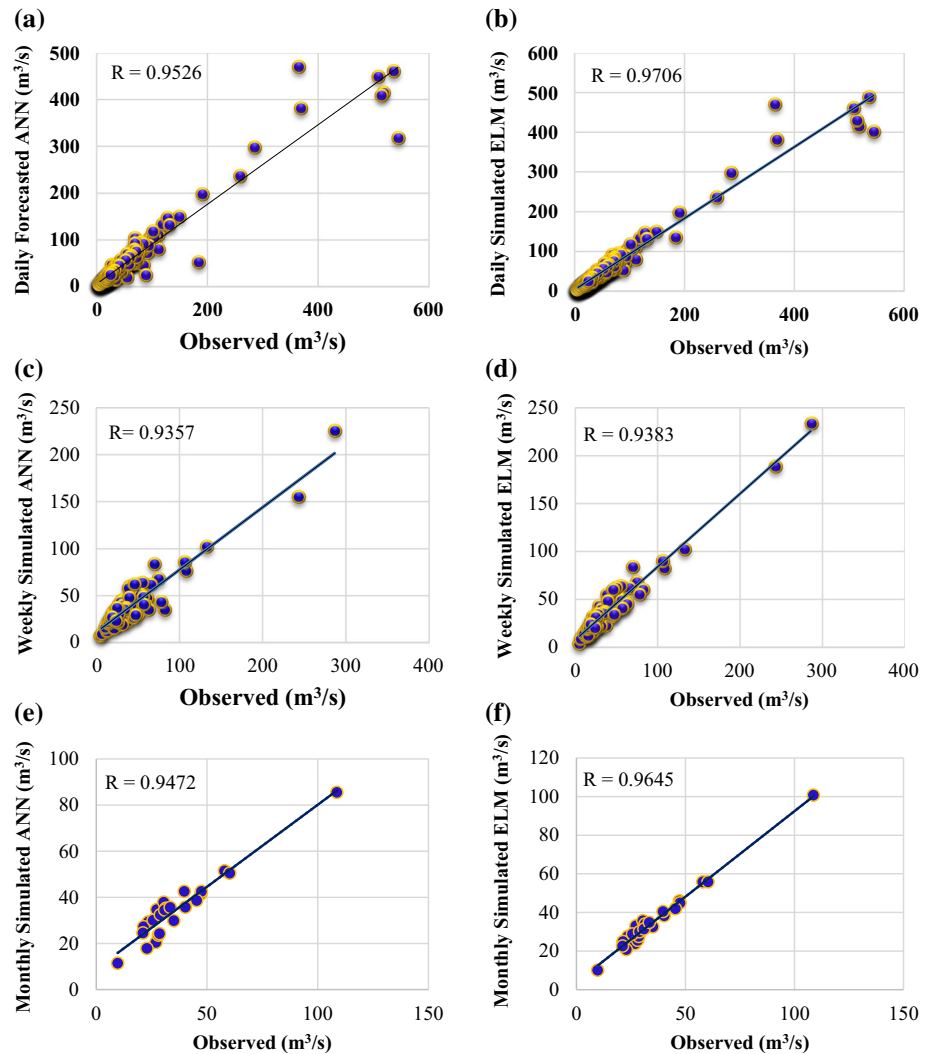 (a)
Daily Forecasted ANN (m³/s)
500
400
300
200
100
0
R = 0.9526
0 200 400 600
Observed (m³/s)
(b)
Daily Simulated ELM (m³/s)
600
500
400
300
200
100
0
R = 0.9706
0 200 400 600
Observed (m³/s)
(c)
Weekly Simulated ANN (m³/s)
250
200
150
100
50
0
R= 0.9357
0 100 200 300 400
Observed (m³/s)
(d)
Weekly Simulated ELM (m³/s)
250
200
150
100
50
0
R = 0.9383
0 100 200 300 400
Observed (m³/s)
(e)
Monthly Simulated ANN (m³/s)
100
80
60
40
20
0
R = 0.9472
0 50 100 150
Observed (m³/s)
(f)
Monthly Simulated ELM (m³/s)
120
100
80
60
40
20
0
R = 0.9645
0 50 100 150
Observed (m³/s)